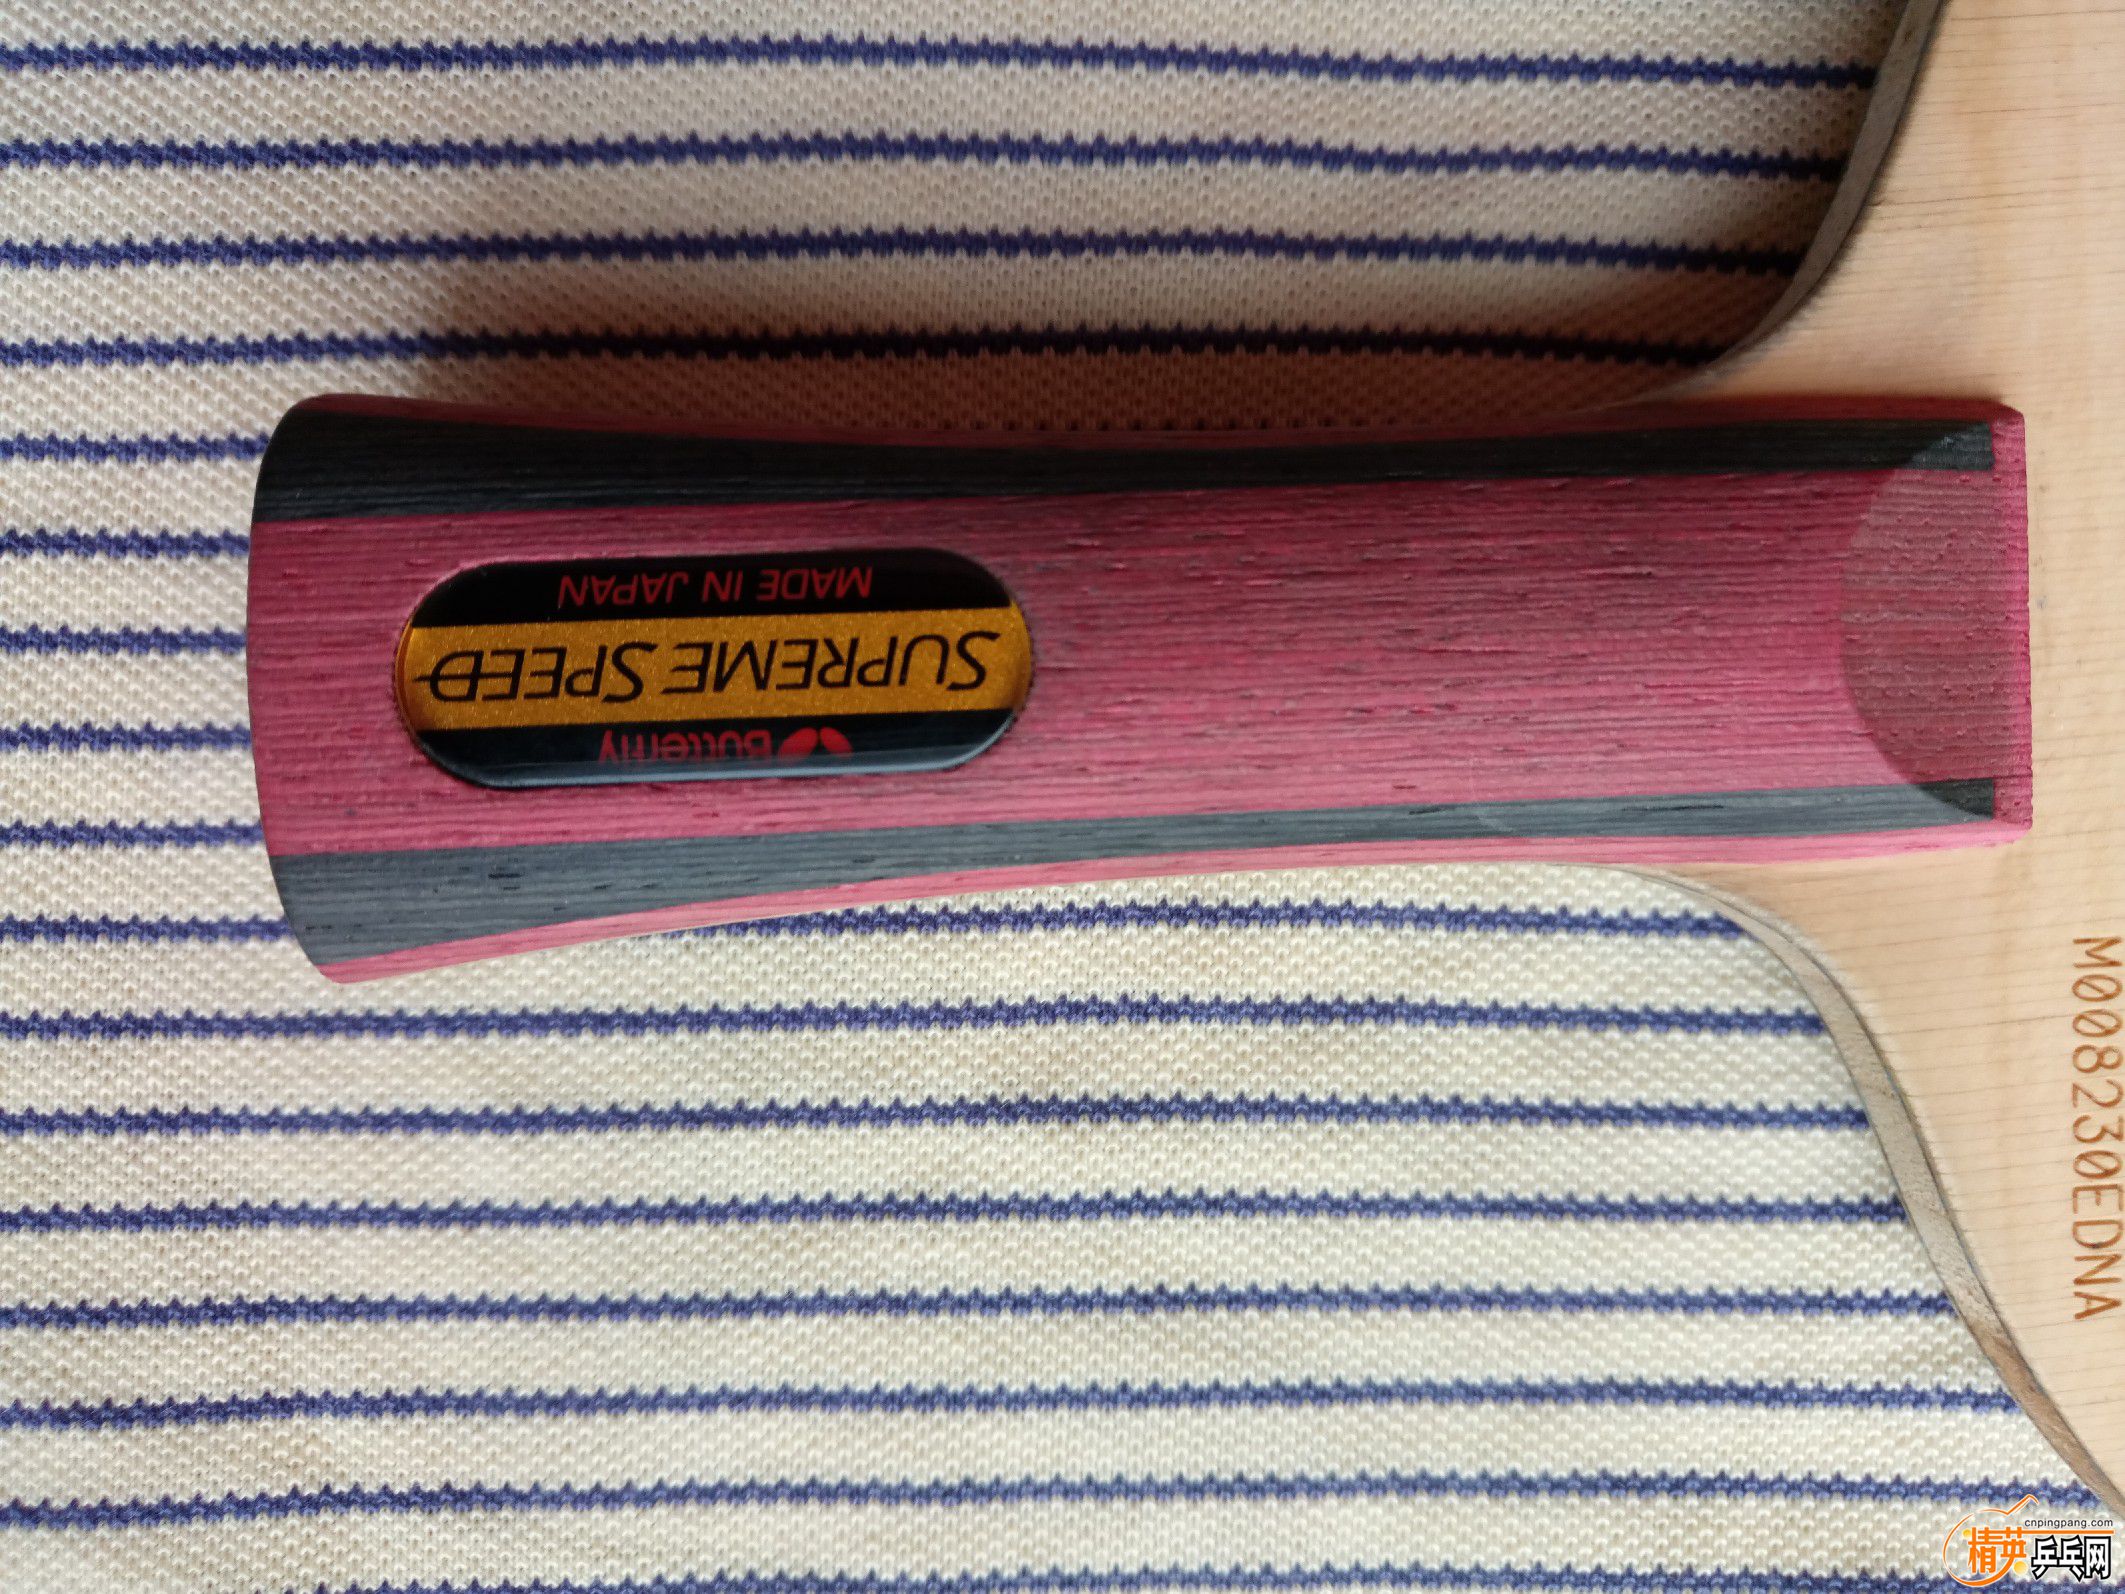 Butterfly
SUPREME SPEED
MADE IN JAPAN
M008230EDNA
cnpingpang.com
精英乒乓网